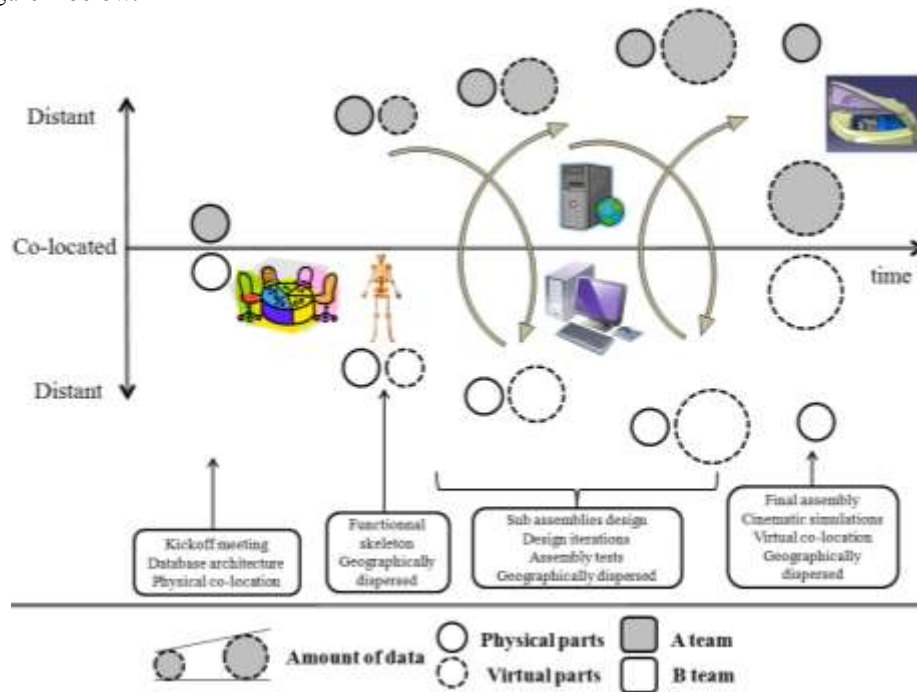 Distant
Co-located
time
Distant
Kickoff meeting
Database architecture
Physical co-location
Functionnal
skeleton
Geographically
dispersed
Sub assemblies design
Design iterations
Assembly tests
Geographically dispersed
Final assembly
Cinematic simulations
Virtual co-location
Geographically
dispersed
Amount of data
Physical parts
Virtual parts
A team
B team